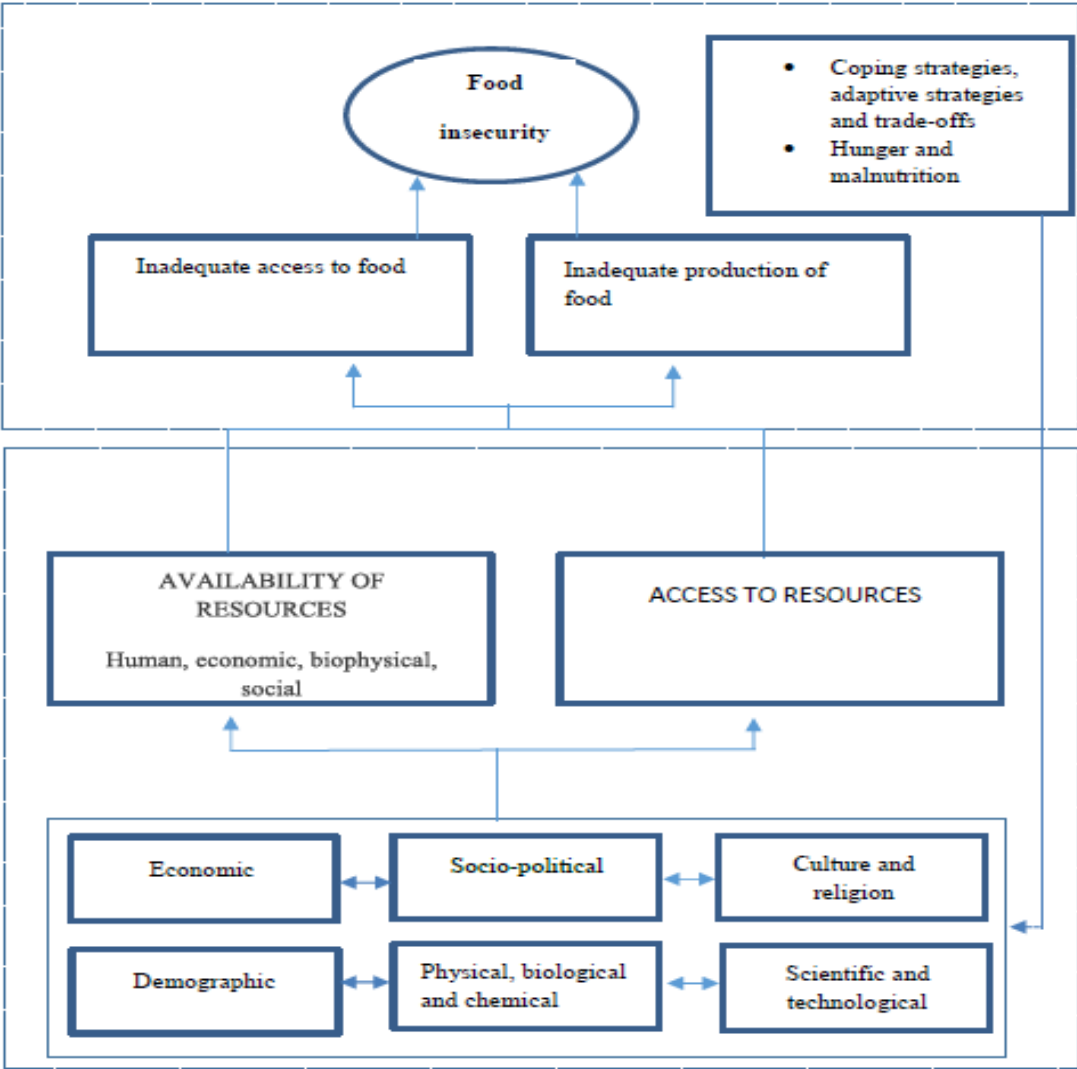 Food
insecurity
• Coping strategies,
adaptive strategies
and trade-offs
• Hunger and
malnutrition
Inadequate access to food
Inadequate production of
food
AVAILABILITY OF
RESOURCES
Human, economic, biophysical,
social
ACCESS TO RESOURCES
Economic
Socio-political
Culture and
religion
Demographic
Physical, biological
and chemical
Scientific and
technological